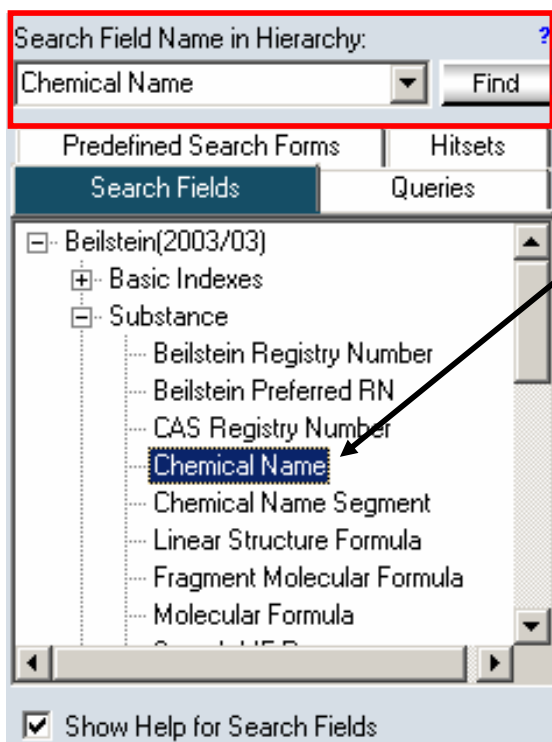 Search Field Name in Hierarchy: ?
Chemical Name Find
Predefined Search Forms Hitsets
Search Fields Queries
Beilstein(2003/03)
Basic Indexes
Substance
Beilstein Registry Number
Beilstein Preferred RN
CAS Registry Number
Chemical Name
Chemical Name Segment
Linear Structure Formula
Fragment Molecular Formula
Molecular Formula
Show Help for Search Fields